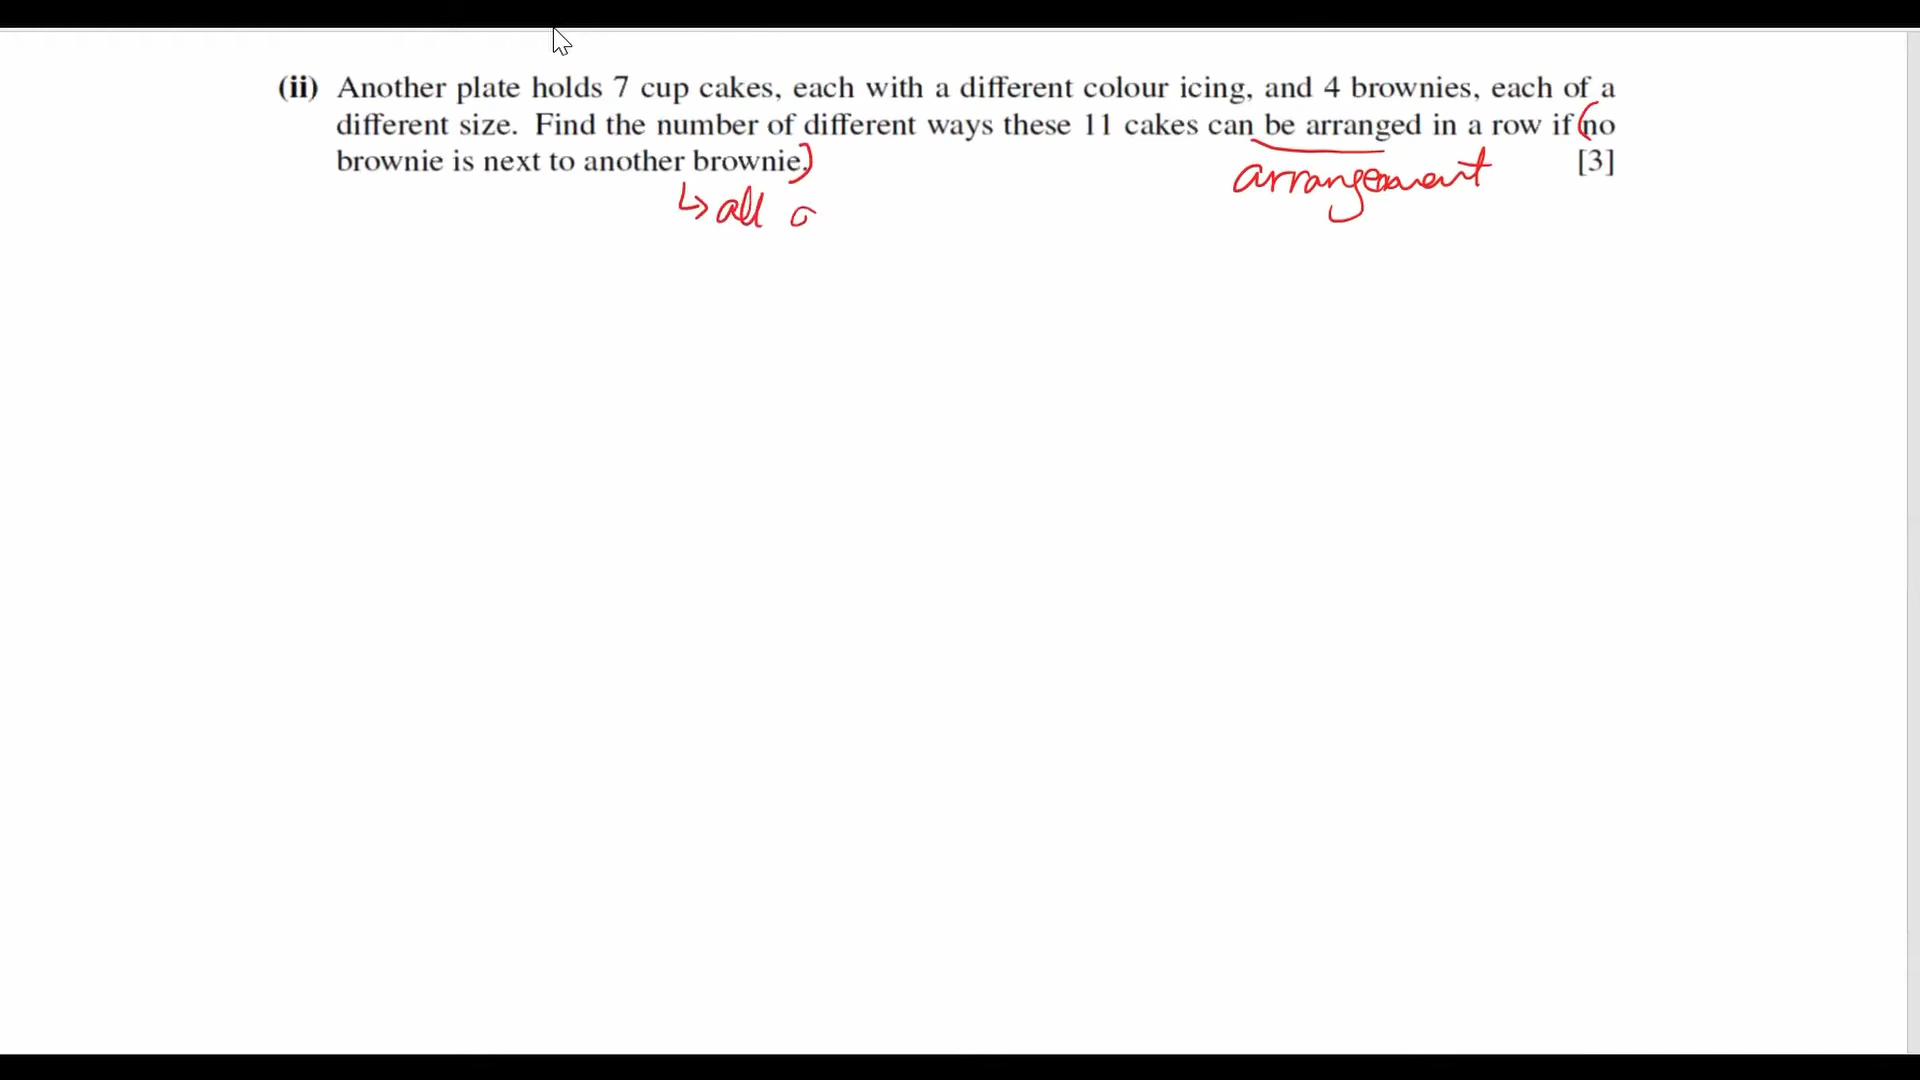 (ii) Another plate holds 7 cup cakes, each with a different colour icing, and 4 brownies, each of a
different size. Find the number of different ways these 11 cakes can be arranged in a row if (no
brownie is next to another brownie.)
[3]
arrangement
↳ all